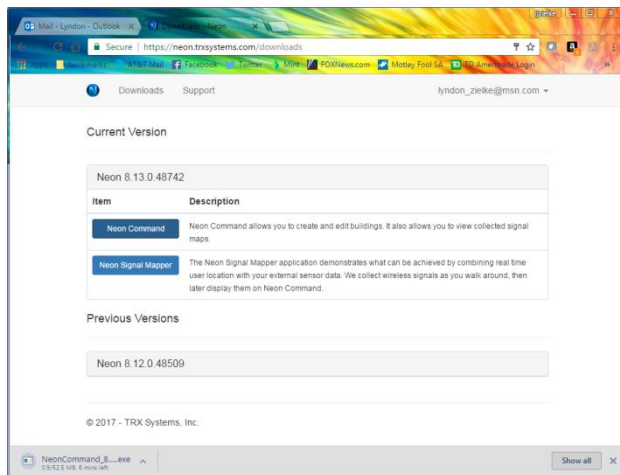 Mail - Lyndon - Outlook
Downloads - Neon
Secure | https://neon.trxsystems.com/downloads
Apps Bookmarks AT&T Mail Facebook Twitter Mint FOXNews.com Motley Fool SA TD Ameritrade Login
Downloads Support lyndon_zielke@msn.com
Current Version
Neon 8.13.0.48742
Item Description
Neon Command Neon Command allows you to create and edit buildings. It also allows you to view collected signal
maps.
Neon Signal Mapper The Neon Signal Mapper application demonstrates what can be achieved by combining real time
user location with your external sensor data. We collect wireless signals as you walk around, then
later display them on Neon Command.
Previous Versions
Neon 8.12.0.48509
© 2017 - TRX Systems, Inc.
NeonCommand_8....exe Show all
0.9/52.5 MB, 6 mins left